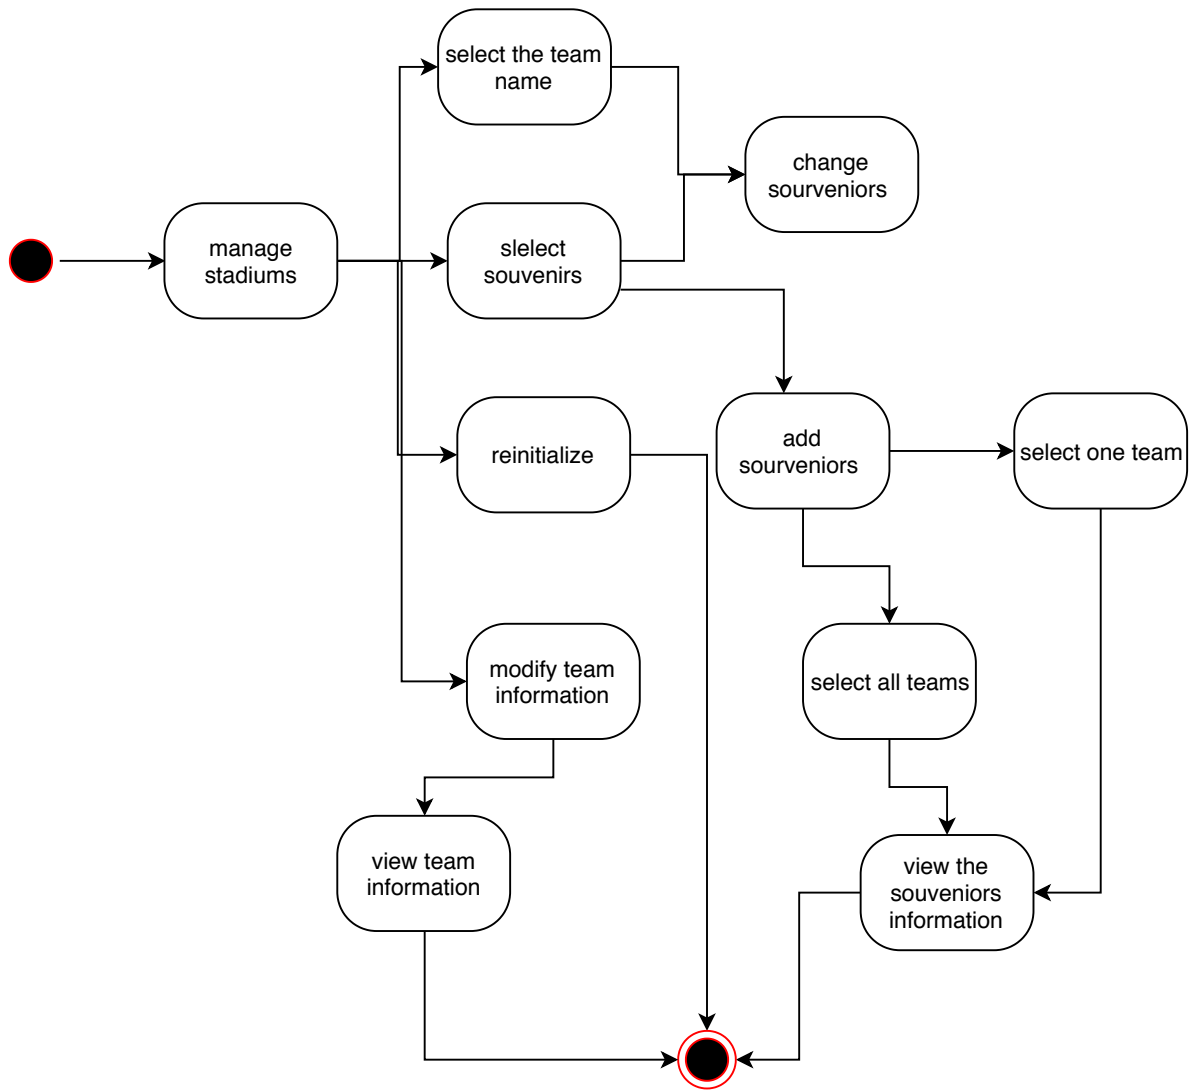 select the team
name
change
sourveniors
manage
stadiums
slelect
souvenirs
reinitialize
add
sourveniors
select one team
modify team
information
select all teams
view team
information
view the
souveniors
information